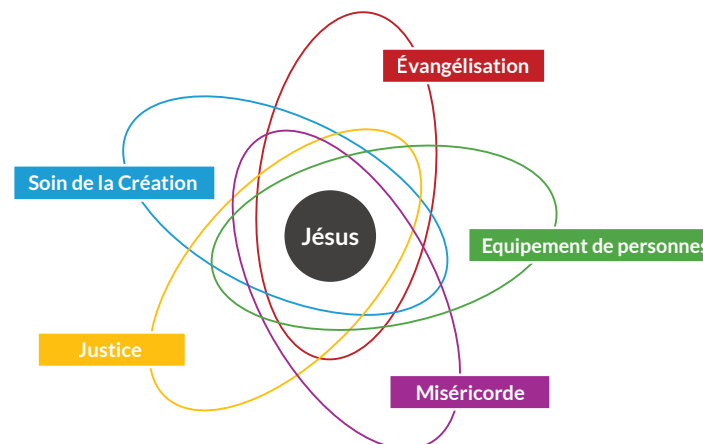 Évangélisation
Soin de la Création
Jésus
Equipement de personnes
Justice
Miséricorde